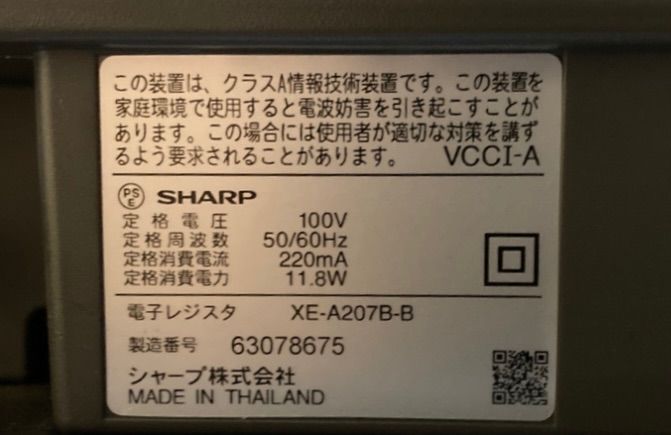 この装置は、クラスA情報技術装置です。この装置を
家庭環境で使用すると電波妨害を引き起こすことが
あります。この場合には使用者が適切な対策を講ず
るよう要求されることがあります。 VCCI-A
PS E SHARP
定格電圧 100V
定格周波数 50/60Hz
定格消費電流 220mA
定格消費電力 11.8W
電子レジスタ XE-A207B-B
製造番号 63078675
シャープ株式会社
MADE IN THAILAND